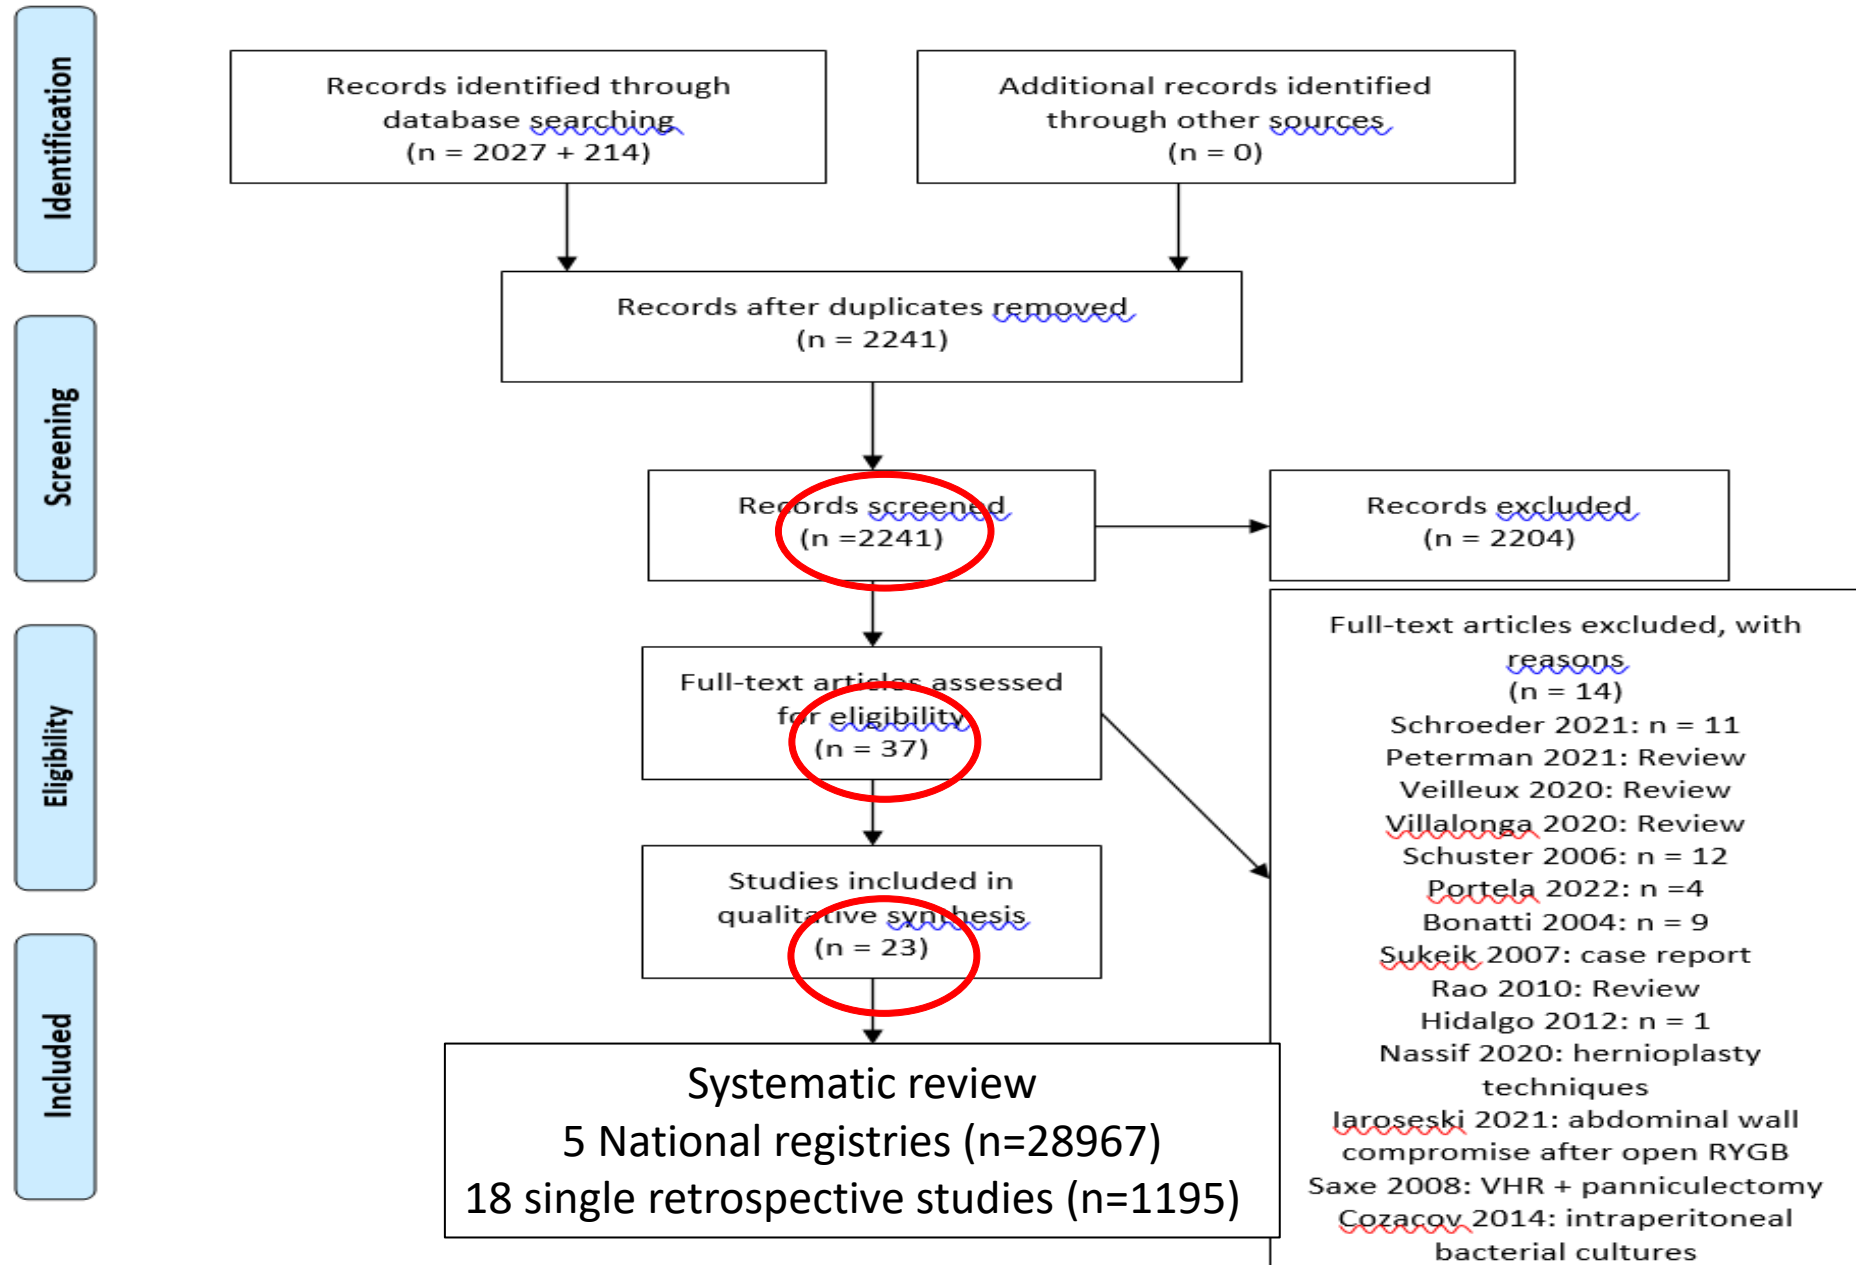 Identification
Records identified through
database searching
(n = 2027 + 214)
Additional records identified
through other sources
(n = 0)
Records after duplicates removed
(n = 2241)
Screening
Records screened
(n =2241)
Records excluded
(n = 2204)
Eligibility
Full-text articles assessed
for eligibility
(n = 37)
Full-text articles excluded, with
reasons
(n = 14)
Schroeder 2021: n = 11
Peterman 2021: Review
Veilleux 2020: Review
Villalonga 2020: Review
Schuster 2006: n = 12
Portela 2022: n =4
Bonatti 2004: n = 9
Sukeik 2007: case report
Rao 2010: Review
Hidalgo 2012: n = 1
Nassif 2020: hernioplasty
techniques
Iaroseski 2021: abdominal wall
compromise after open RYGB
Saxe 2008: VHR + panniculectomy
Cozacov 2014: intraperitoneal
bacterial cultures
Studies included in
qualitative synthesis
(n = 23)
Included
Systematic review
5 National registries (n=28967)
18 single retrospective studies (n=1195)